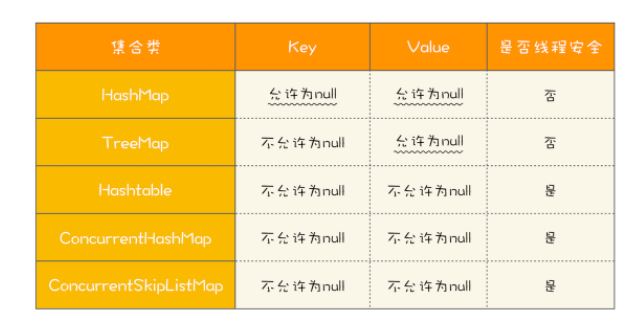 集合类 Key Value 是否线程安全
HashMap 允许为null 允许为null 否
TreeMap 不允许为null 允许为null 否
Hashtable 不允许为null 不允许为null 是
ConcurrentHashMap 不允许为null 不允许为null 是
ConcurrentSkipListMap 不允许为null 不允许为null 是